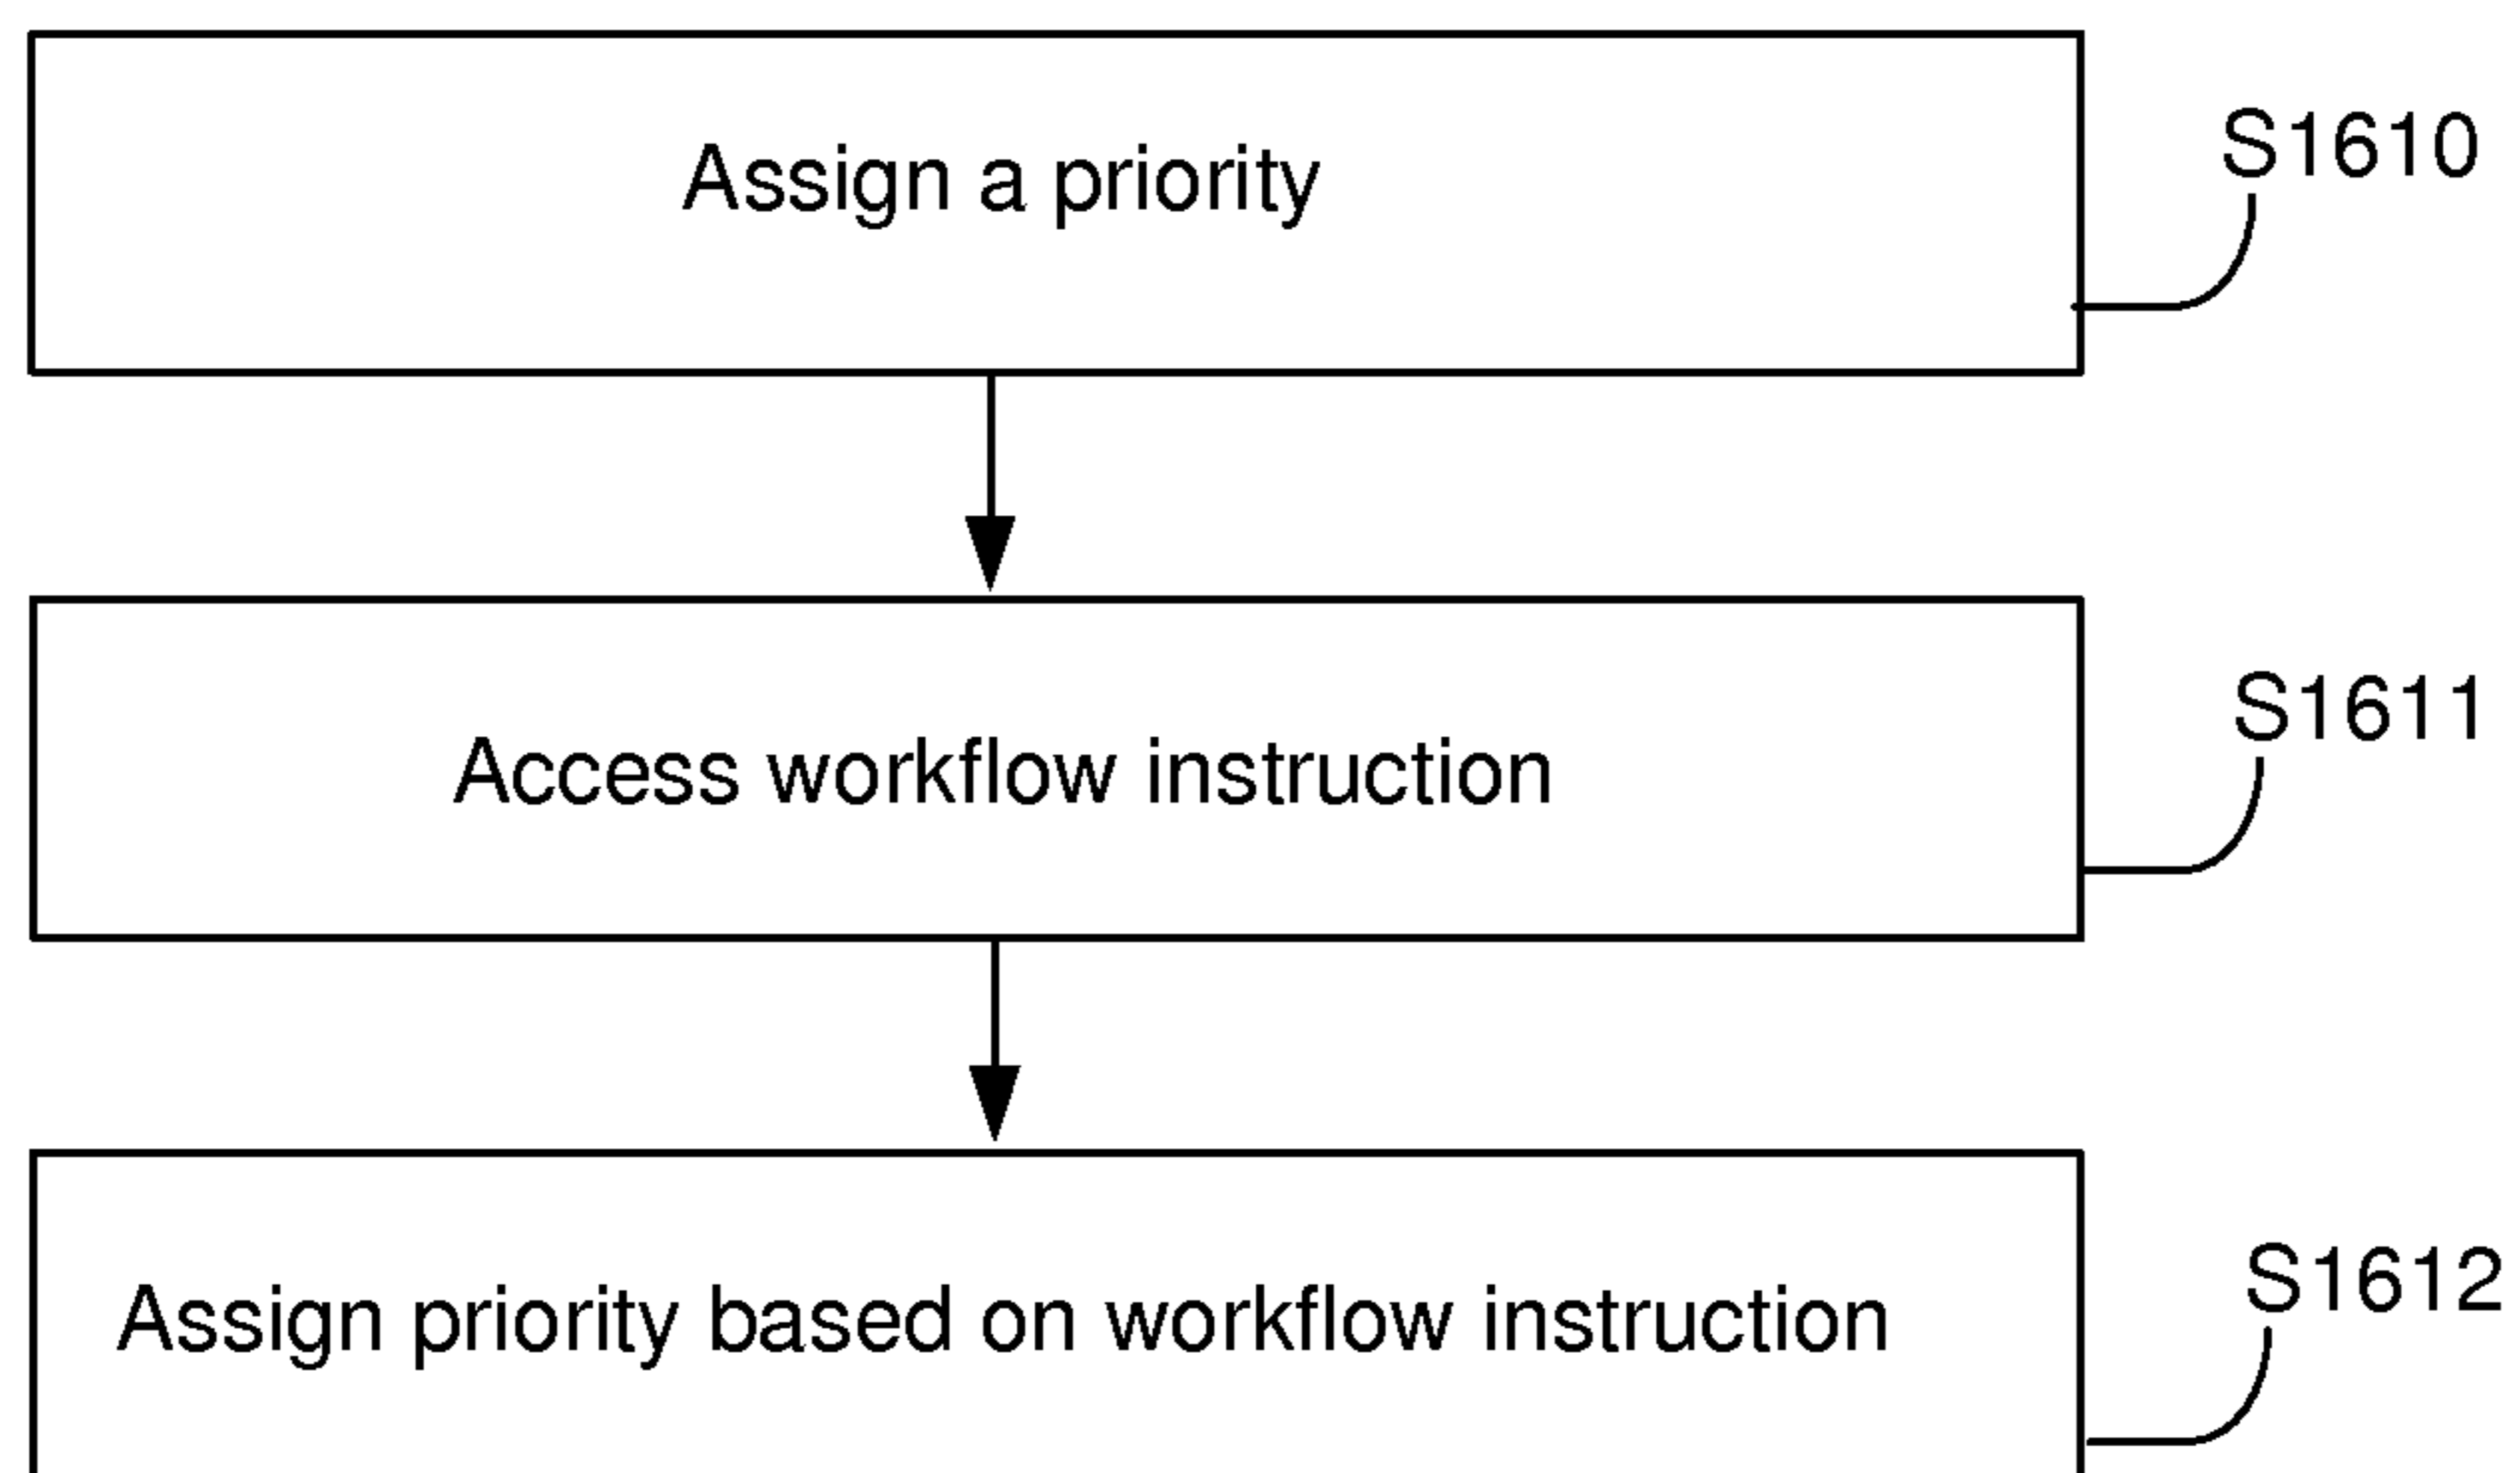 Assign a priority
S1610
Access workflow instruction
S1611
Assign priority based on workflow instruction
S1612